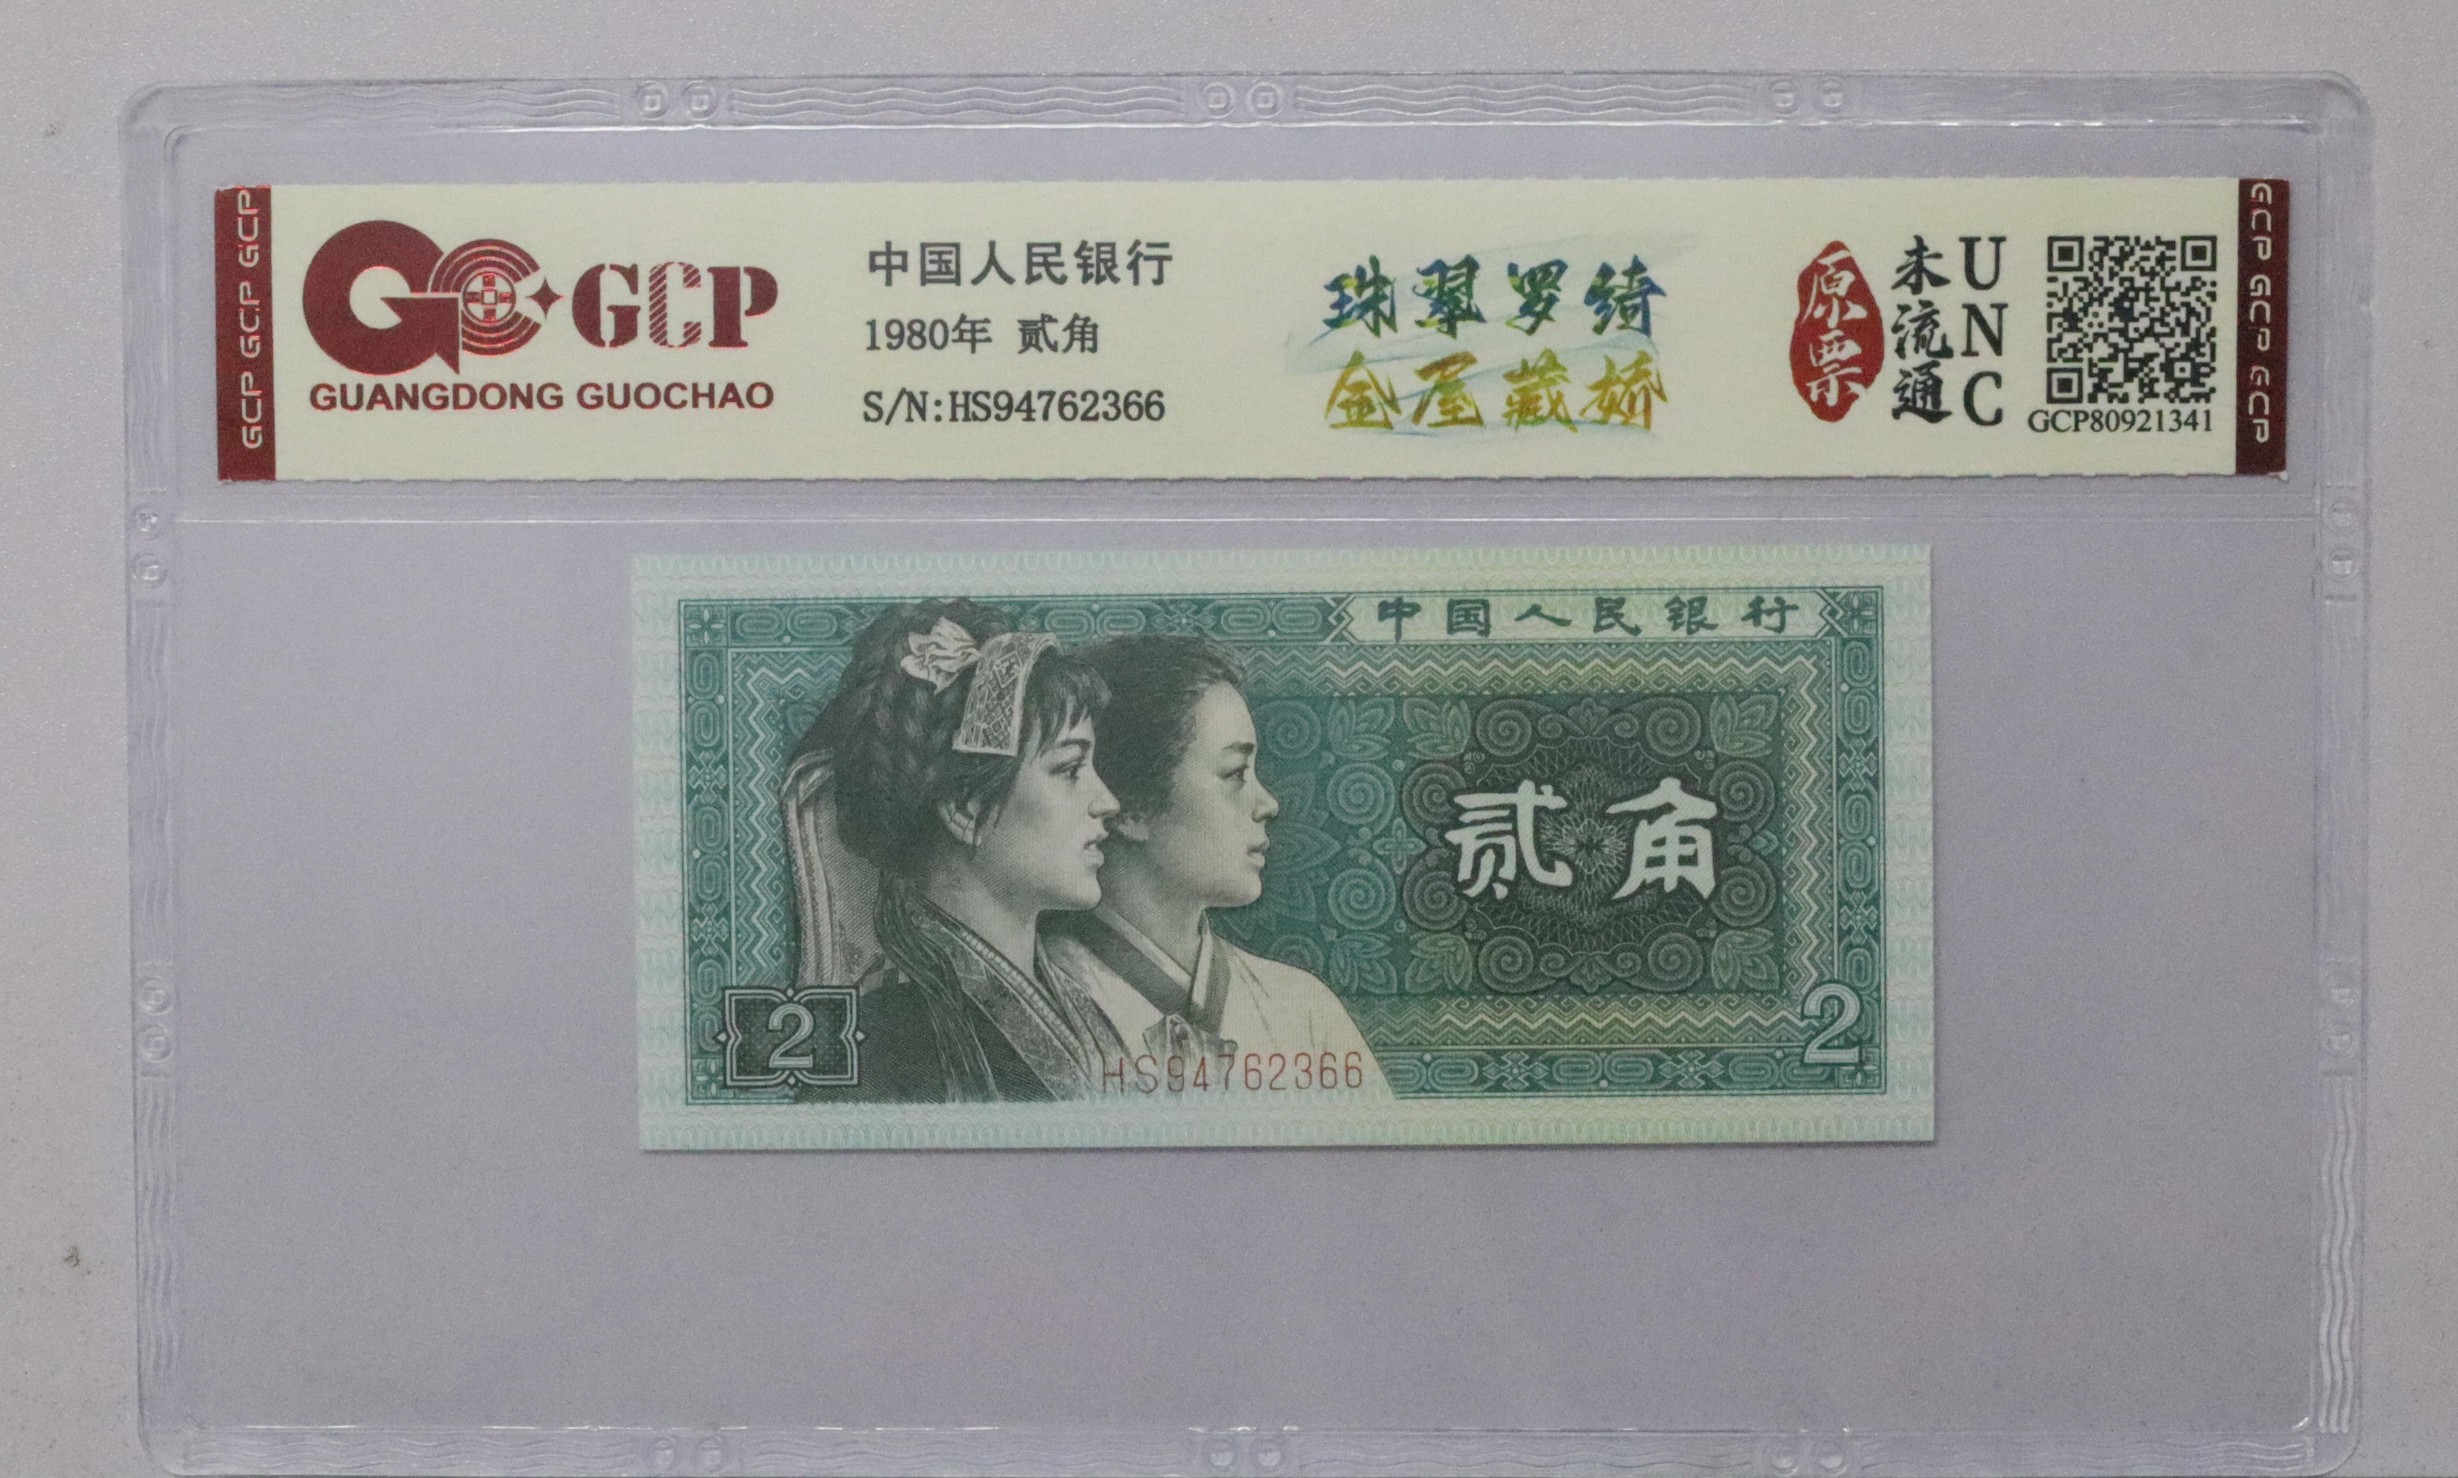 GCP GCP GCP
GCP
GUANGDONG GUOCHAO
中国人民银行
1980年 贰角
S/N:HS94762366
珠翠罗绮
金屋藏娇
原票
未流通
UNC
GCP80921341
GCP GCP GCP
中国人民银行
贰角
2
2
HS94762366